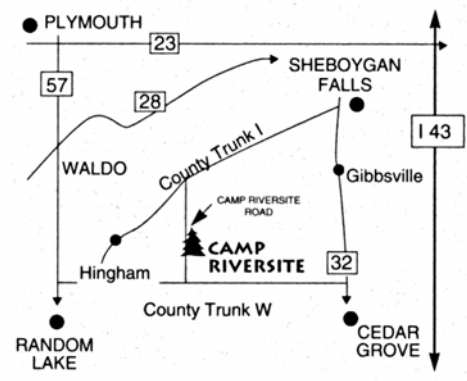 PLYMOUTH
23
57
28
SHEBOYGAN
FALLS
I 43
WALDO
County Trunk I
Gibbsville
CAMP RIVERSITE
ROAD
CAMP
RIVERSITE
Hingham
32
County Trunk W
RANDOM
LAKE
CEDAR
GROVE